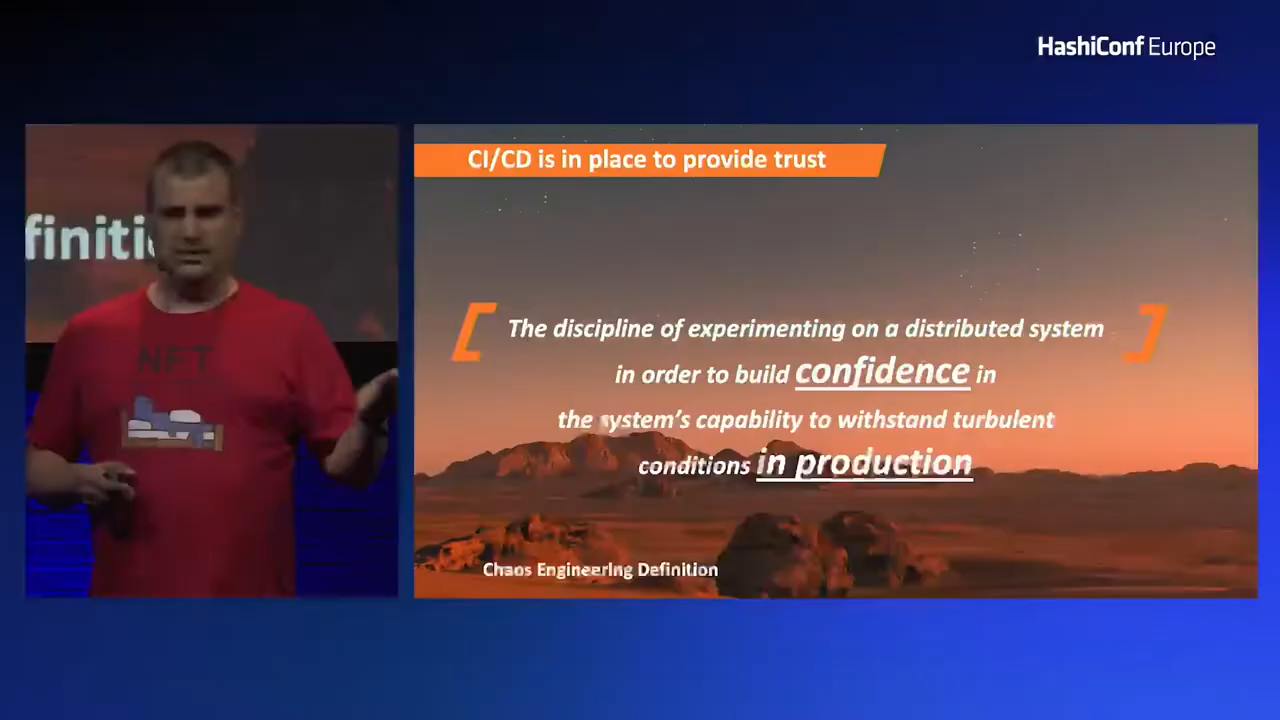 HashiConf Europe
finiti
NFT
CI/CD is in place to provide trust
[ The discipline of experimenting on a distributed system ]
in order to build confidence in
the system's capability to withstand turbulent
conditions in production
Chaos Engineering Definition